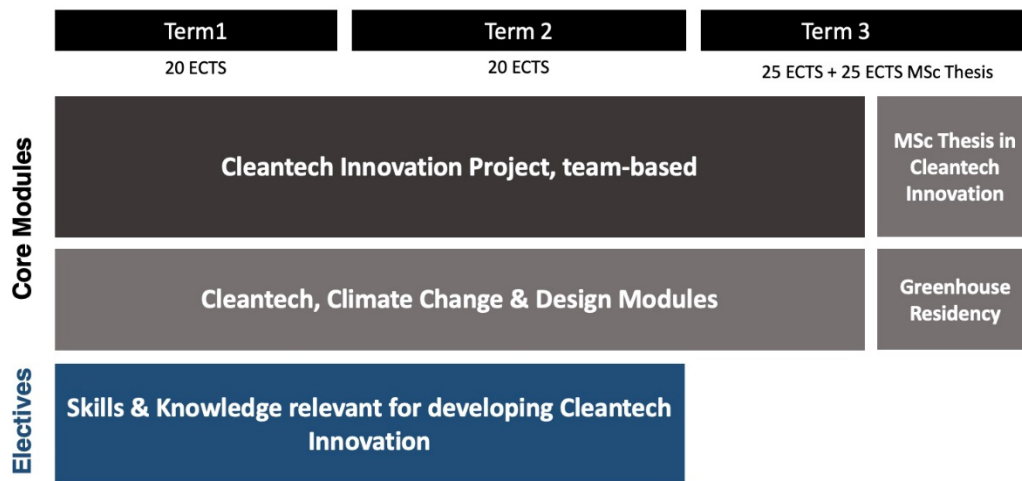 Term1
Term 2
Term 3
20 ECTS
20 ECTS
25 ECTS + 25 ECTS MSc Thesis
Core Modules
Cleantech Innovation Project, team-based
MSc Thesis in
Cleantech
Innovation
Cleantech, Climate Change & Design Modules
Greenhouse
Residency
Electives
Skills & Knowledge relevant for developing Cleantech
Innovation